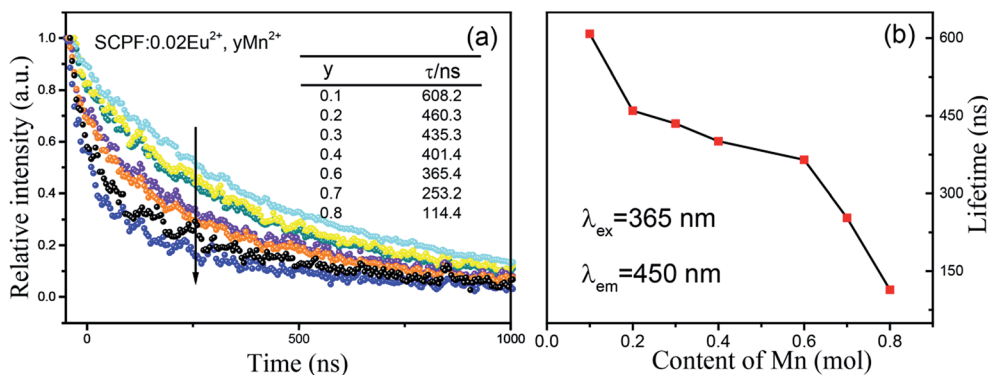 SCPF:0.02Eu²⁺, yMn²⁺
(a)
y τ/ns
0.1 608.2
0.2 460.3
0.3 435.3
0.4 401.4
0.6 365.4
0.7 253.2
0.8 114.4
Relative intensity (a.u.)
1.0
0.8
0.6
0.4
0.2
0.0
0 500 1000
Time (ns)
(b)
λex=365 nm
λem=450 nm
600
450
300
150
Lifetime (ns)
0.0 0.2 0.4 0.6 0.8
Content of Mn (mol)